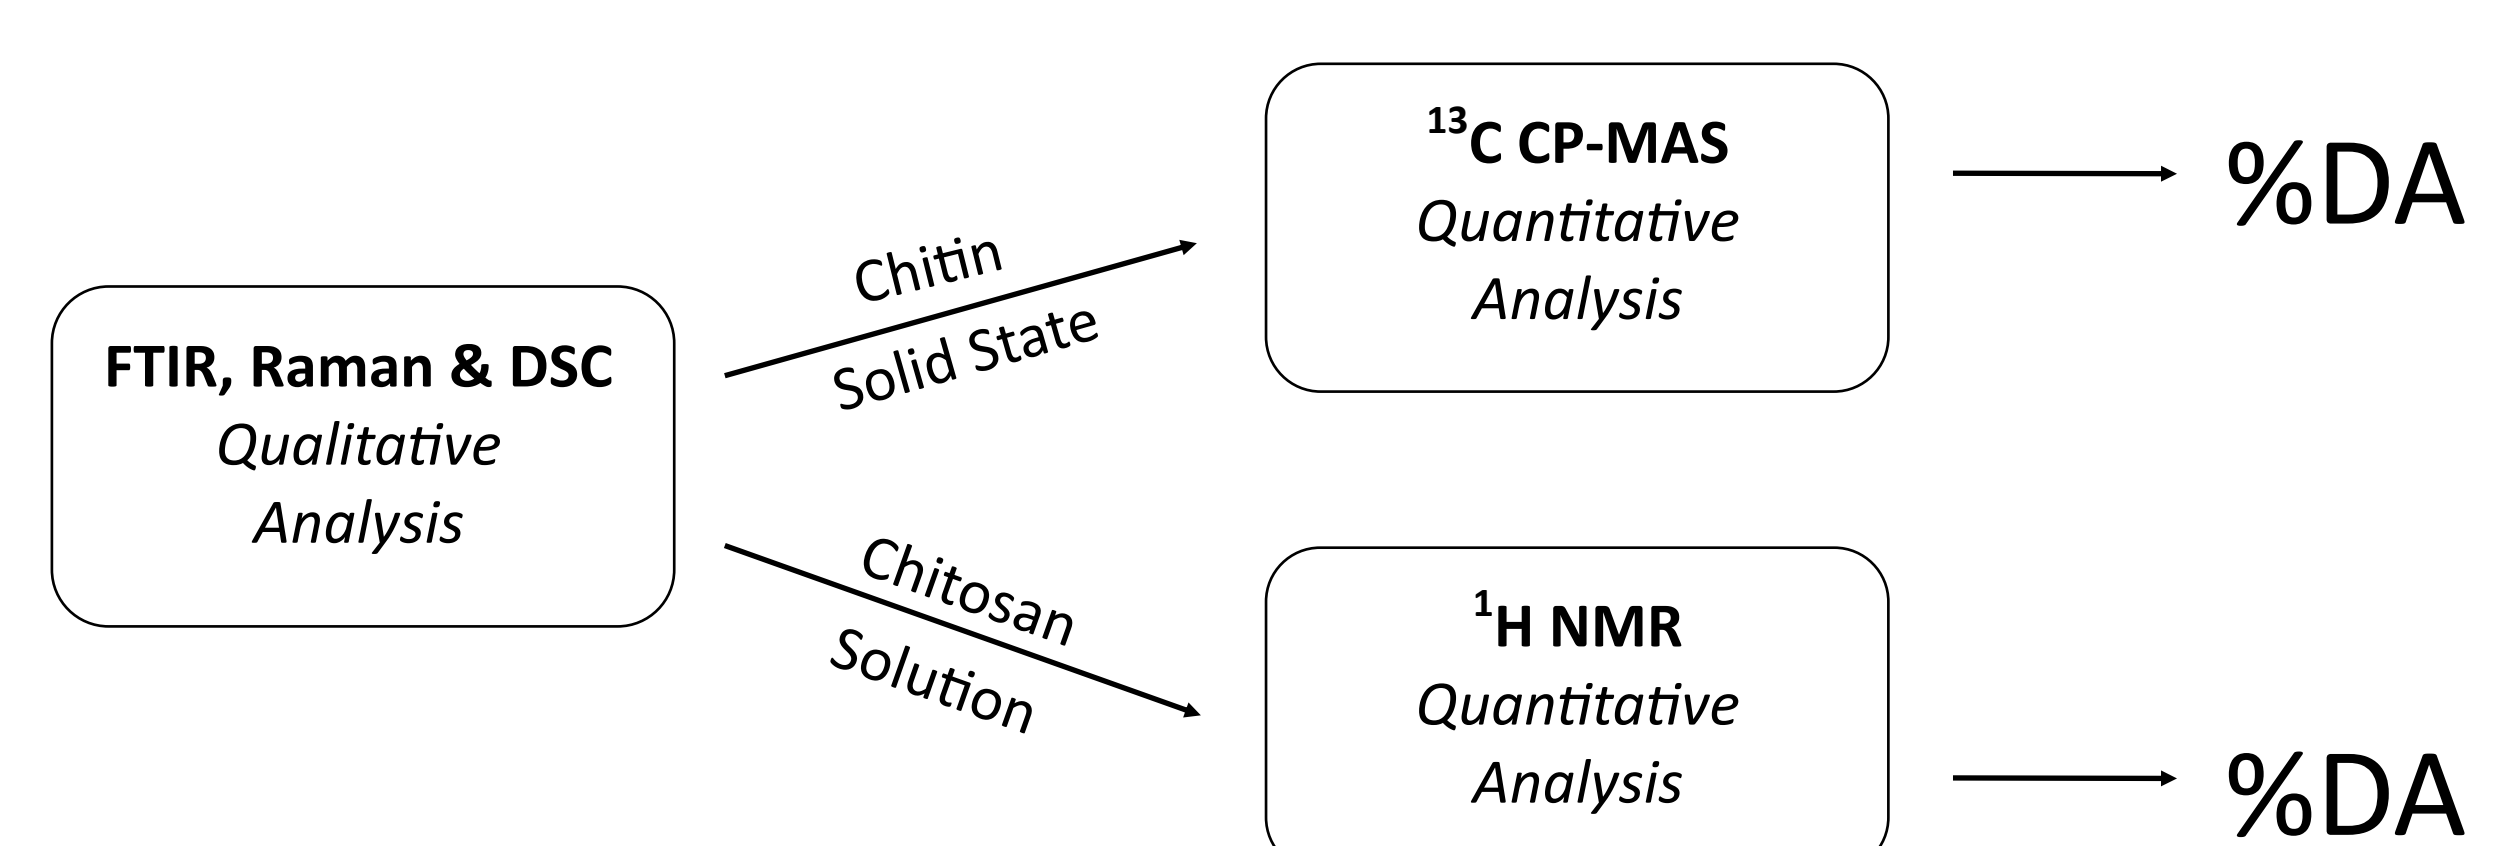 FTIR, Raman & DSC
Qualitative
Analysis
Chitin
Solid State
¹³C CP-MAS
Quantitative
Analysis
%DA
Chitosan
Solution
¹H NMR
Quantitative
Analysis
%DA